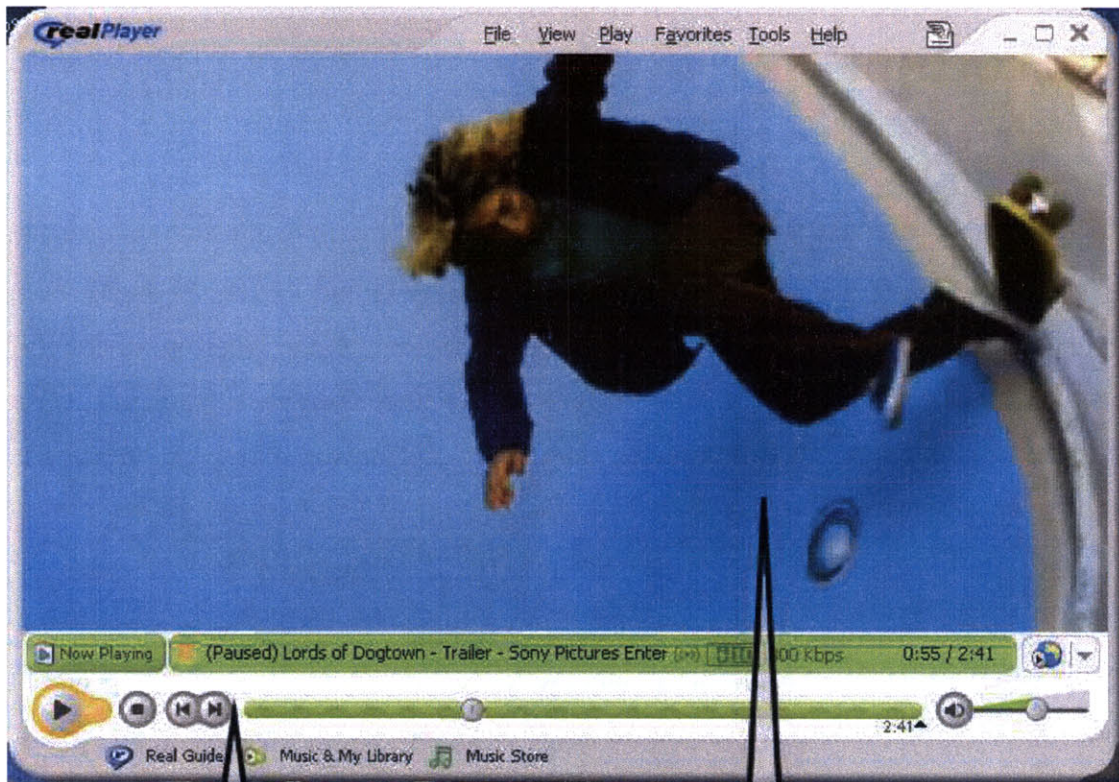 realPlayer File View Play Favorites Tools Help
Now Playing (Paused) Lords of Dogtown - Trailer - Sony Pictures Enter Kbps 0:55 / 2:41
2:41
Real Guide Music & My Library Music Store